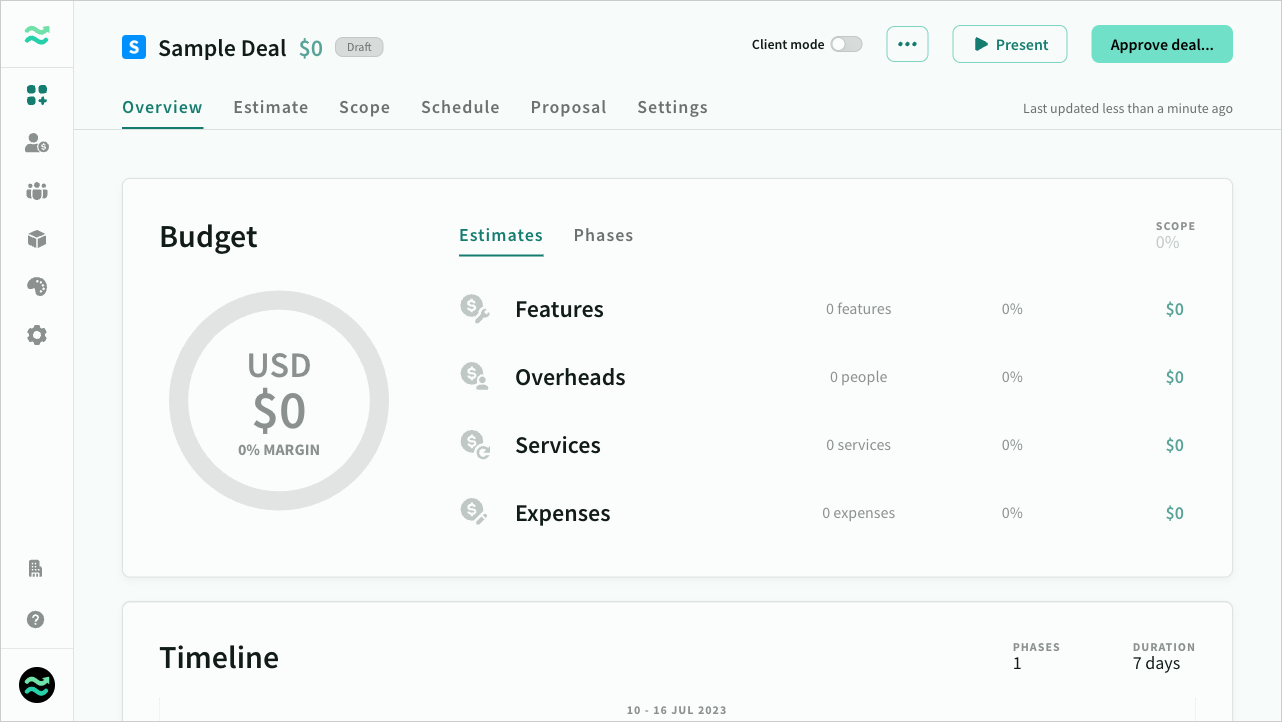 S Sample Deal $0 Draft
Client mode ••• Present Approve deal...
Overview Estimate Scope Schedule Proposal Settings
Last updated less than a minute ago
Budget
Estimates Phases
SCOPE
0%
USD
$0
0% MARGIN
Features 0 features 0% $0
Overheads 0 people 0% $0
Services 0 services 0% $0
Expenses 0 expenses 0% $0
Timeline
PHASES
1
DURATION
7 days
10 - 16 JUL 2023